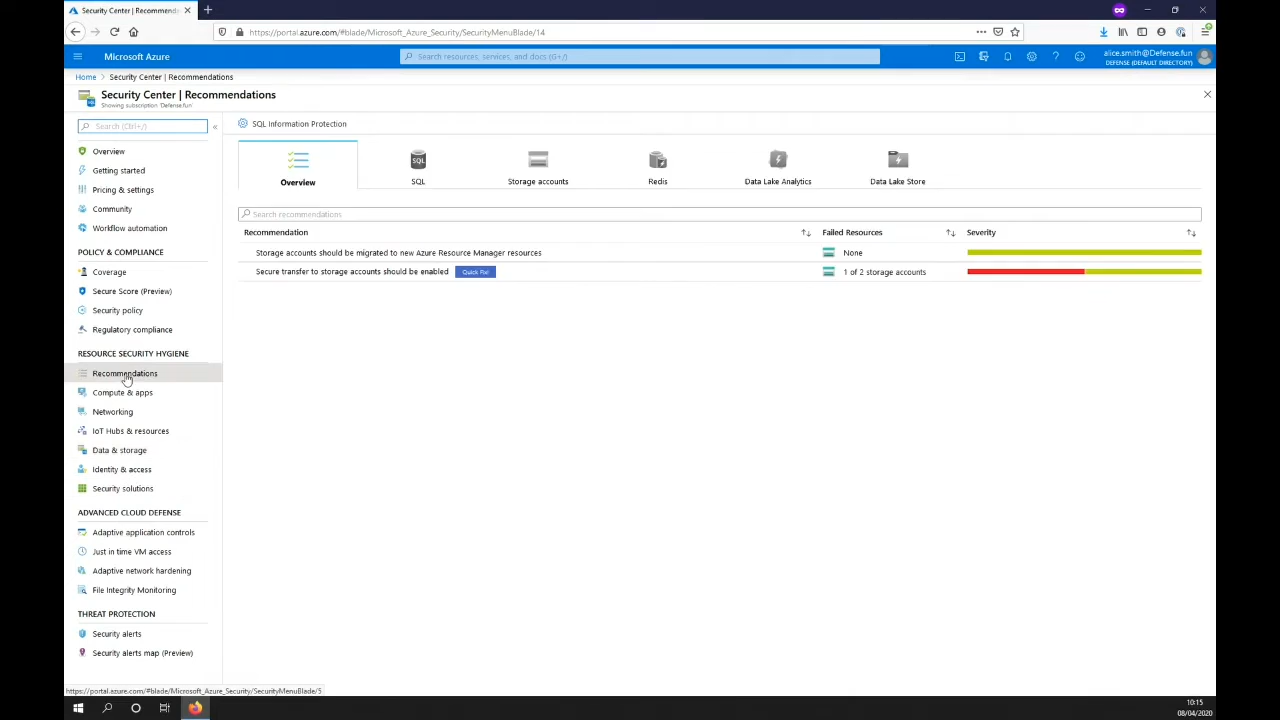 Security Center | Recommendati
https://portal.azure.com/#blade/Microsoft_Azure_Security/SecurityMenuBlade/14
Microsoft Azure
Search resources, services, and docs (G+/)
alice.smith@Defense.fun
DEFENSE (DEFAULT DIRECTORY)
Home > Security Center | Recommendations
Security Center | Recommendations
Showing subscription 'Defense.fun'
Search (Ctrl+/)
«
Overview
Getting started
Pricing & settings
Community
Workflow automation
POLICY & COMPLIANCE
Coverage
Secure Score (Preview)
Security policy
Regulatory compliance
RESOURCE SECURITY HYGIENE
Recommendations
Compute & apps
Networking
IoT Hubs & resources
Data & storage
Identity & access
Security solutions
ADVANCED CLOUD DEFENSE
Adaptive application controls
Just in time VM access
Adaptive network hardening
File Integrity Monitoring
THREAT PROTECTION
Security alerts
Security alerts map (Preview)
SQL Information Protection
Overview
SQL
SQL
Storage accounts
Redis
Data Lake Analytics
Data Lake Store
Search recommendations
Recommendation Failed Resources Severity
Storage accounts should be migrated to new Azure Resource Manager resources None
Secure transfer to storage accounts should be enabled Quick Fix! 1 of 2 storage accounts
https://portal.azure.com/#blade/Microsoft_Azure_Security/SecurityMenuBlade/5
10:15
08/04/2020